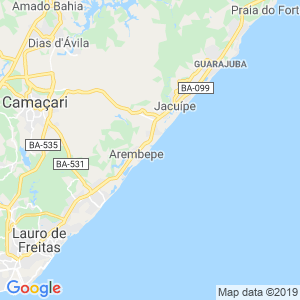 Amado Bahia
Praia do Fort
Dias d'Ávila
GUARAJUBA
BA-099
Camaçari
Jacuípe
BA-535
Arembepe
BA-531
Lauro de
Freitas
Map data ©2019